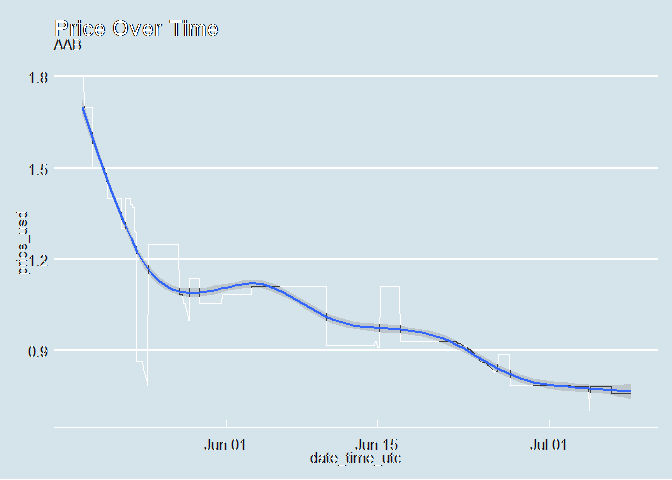 Price Over Time
AAB
1.8
1.5
1.2
0.9
price_usd
Jun 01 Jun 15 Jul 01
date_time_utc